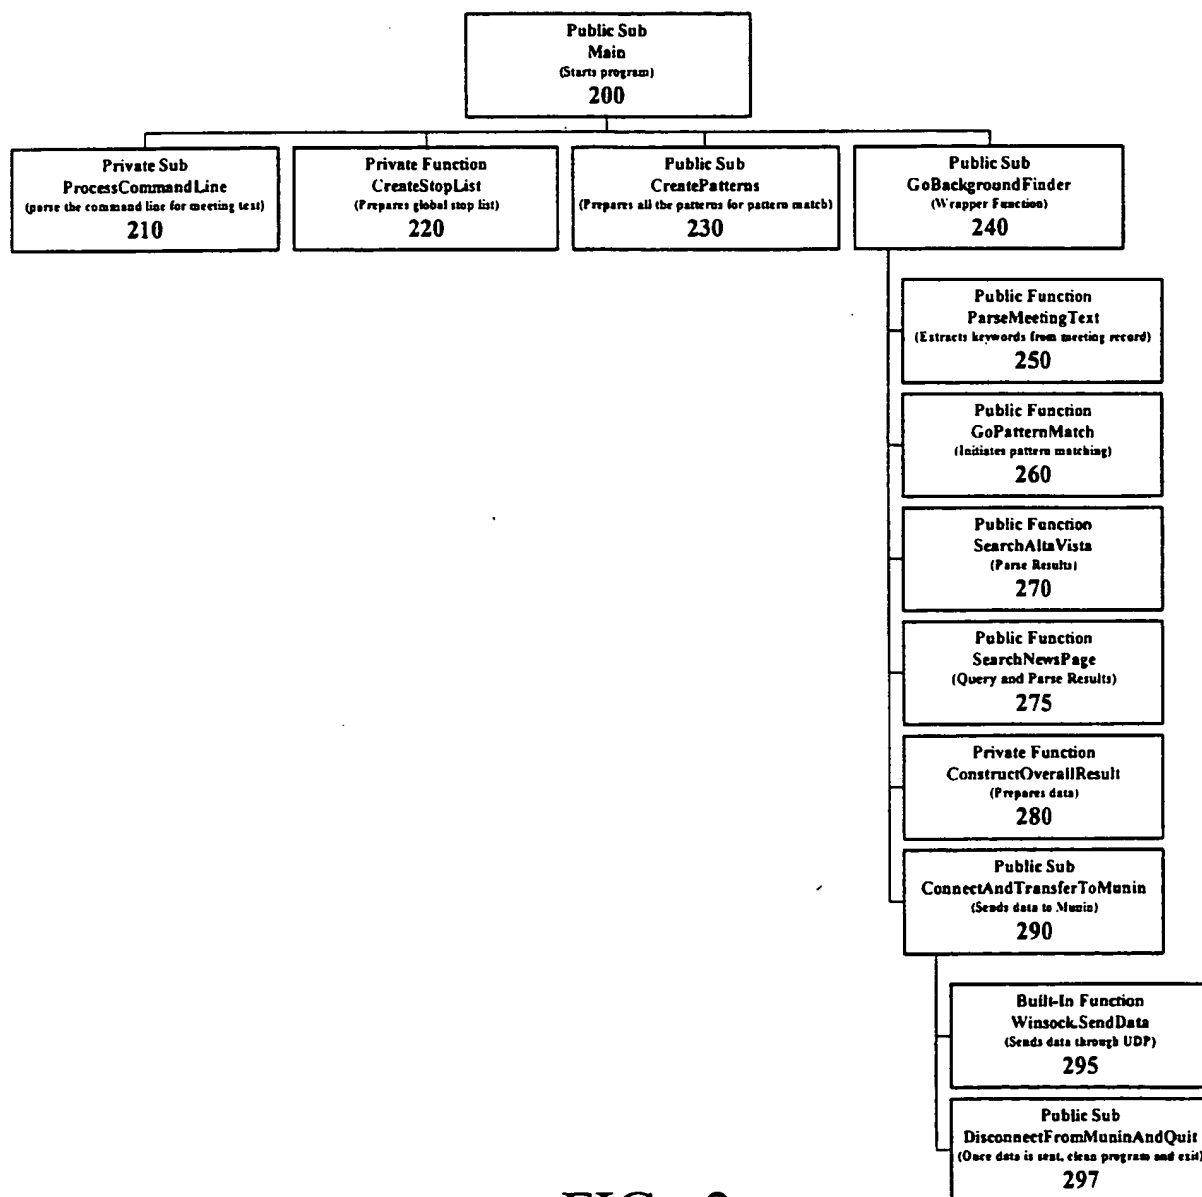 Public Sub
Main
(Starts program)
200
Private Sub
ProcessCommandLine
(parse the command line for meeting text)
210
Private Function
CreateStopList
(Prepares global stop list)
220
Public Sub
CreatePatterns
(Prepares all the patterns for pattern match)
230
Public Sub
GoBackgroundFinder
(Wrapper Function)
240
Public Function
ParseMeetingText
(Extracts keywords from meeting record)
250
Public Function
GoPatternMatch
(Initiates pattern matching)
260
Public Function
SearchAltaVista
(Parse Results)
270
Public Function
SearchNewsPage
(Query and Parse Results)
275
Private Function
ConstructOverallResult
(Prepares data)
280
Public Sub
ConnectAndTransferToMunin
(Sends data to Munin)
290
Built-In Function
Winsock.SendData
(Sends data through UDP)
295
Public Sub
DisconnectFromMuninAndQuit
(Once data is sent, clean program and exit)
297